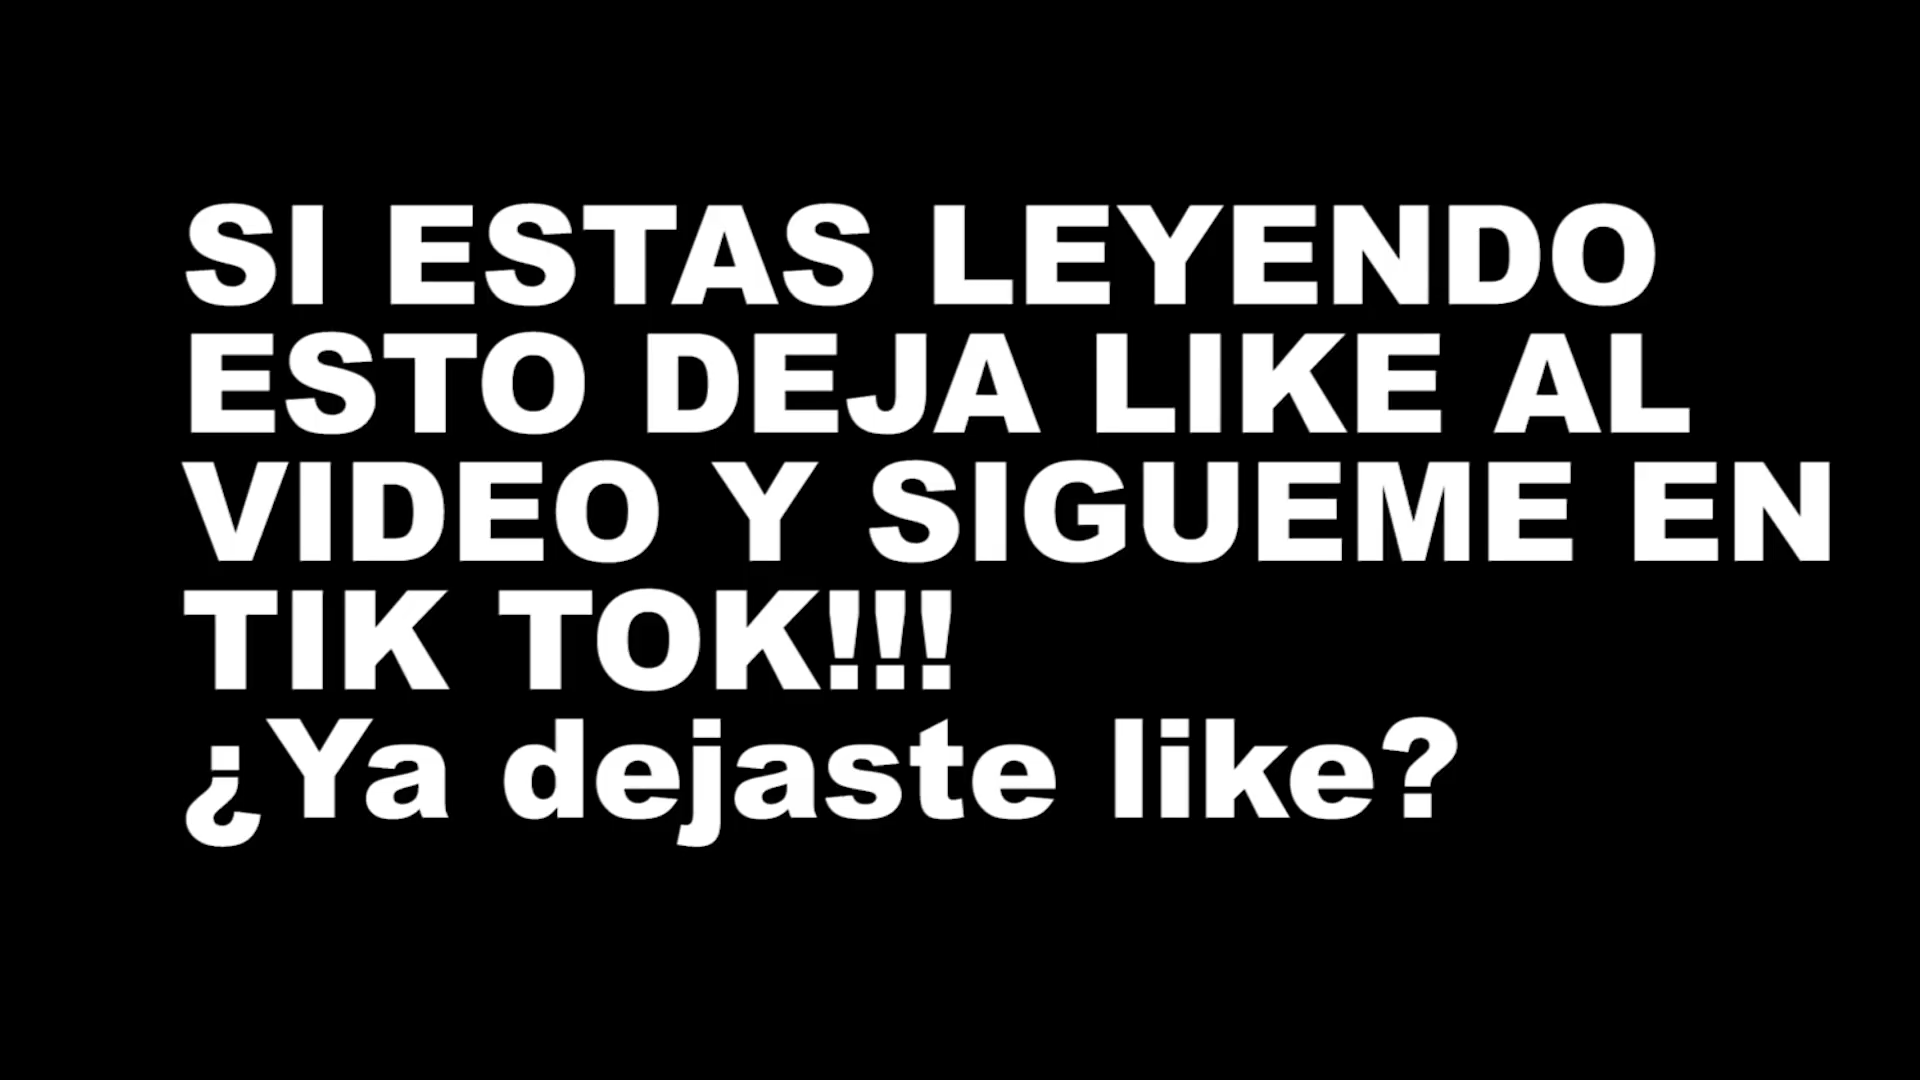 SI ESTAS LEYENDO
ESTO DEJA LIKE AL
VIDEO Y SIGUEME EN
TIK TOK!!!
¿Ya dejaste like?